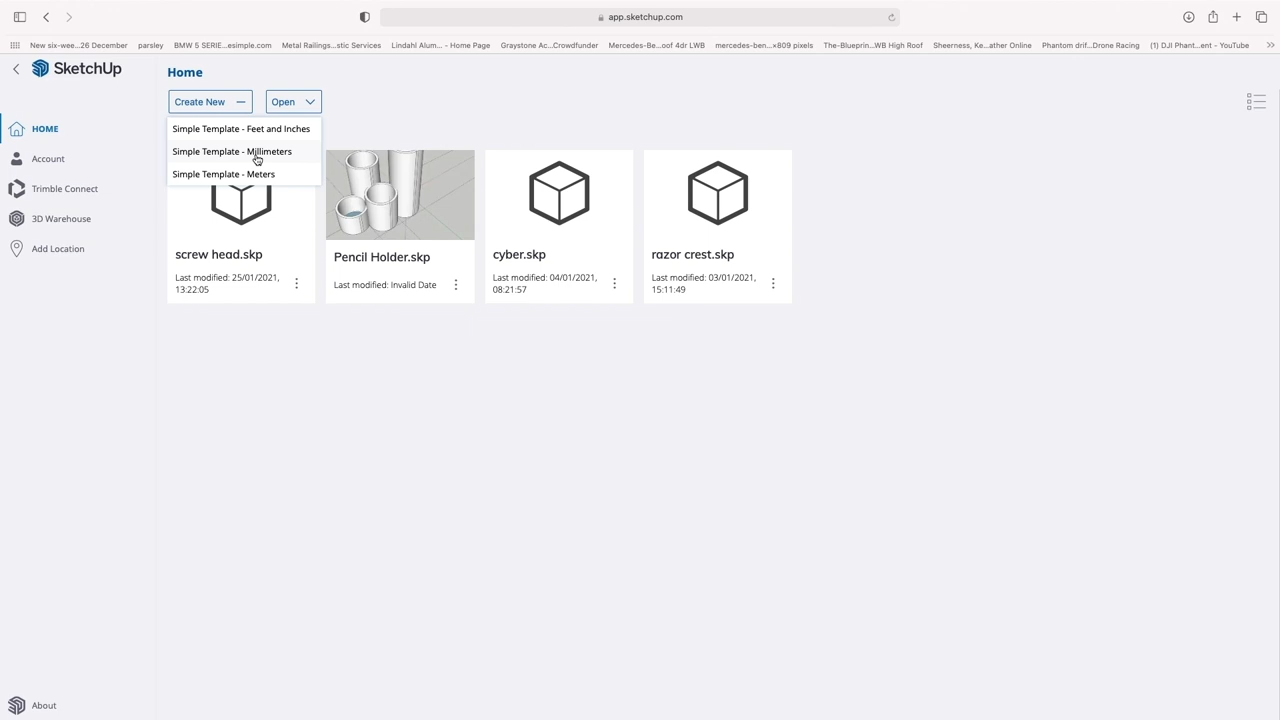 app.sketchup.com
New six-wee...26 December
parsley
BMW 5 SERIE...esimple.com
Metal Railings...stic Services
Lindahl Alum... - Home Page
Graystone Ac...Crowdfunder
Mercedes-Be...oof 4dr LWB
mercedes-ben...×809 pixels
The-Blueprin...WB High Roof
Sheerness, Ke...ather Online
Phantom drif...Drone Racing
(1) DJI Phant...ent - YouTube
SketchUp
Home
Create New
Open
HOME
Account
Trimble Connect
3D Warehouse
Add Location
Simple Template - Feet and Inches
Simple Template - Millimeters
Simple Template - Meters
screw head.skp
Last modified: 25/01/2021,
13:22:05
Pencil Holder.skp
Last modified: Invalid Date
cyber.skp
Last modified: 04/01/2021,
08:21:57
razor crest.skp
Last modified: 03/01/2021,
15:11:49
About